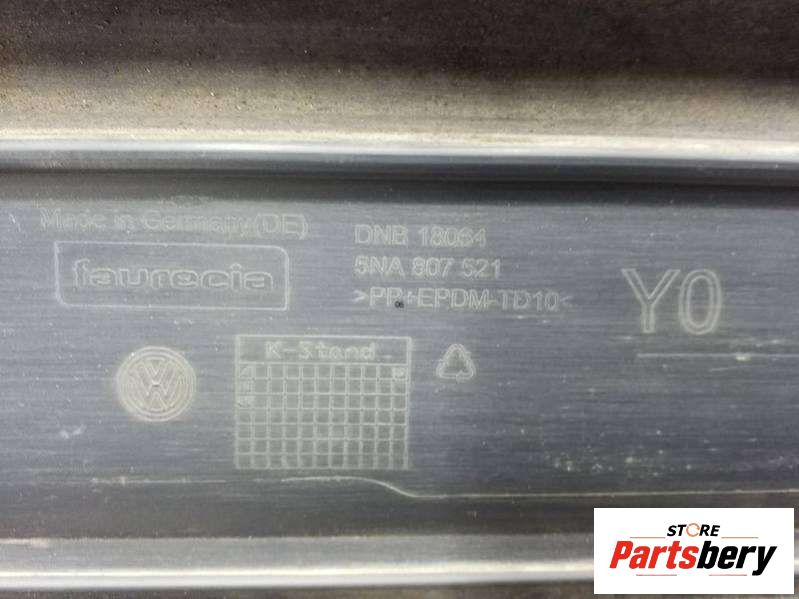 Made in Germany(DE)
faurecia
DNB 18064
5NA 807 521
>PP+EPDM-TD10<
Y0
K-Stand
STORE
Partsbery